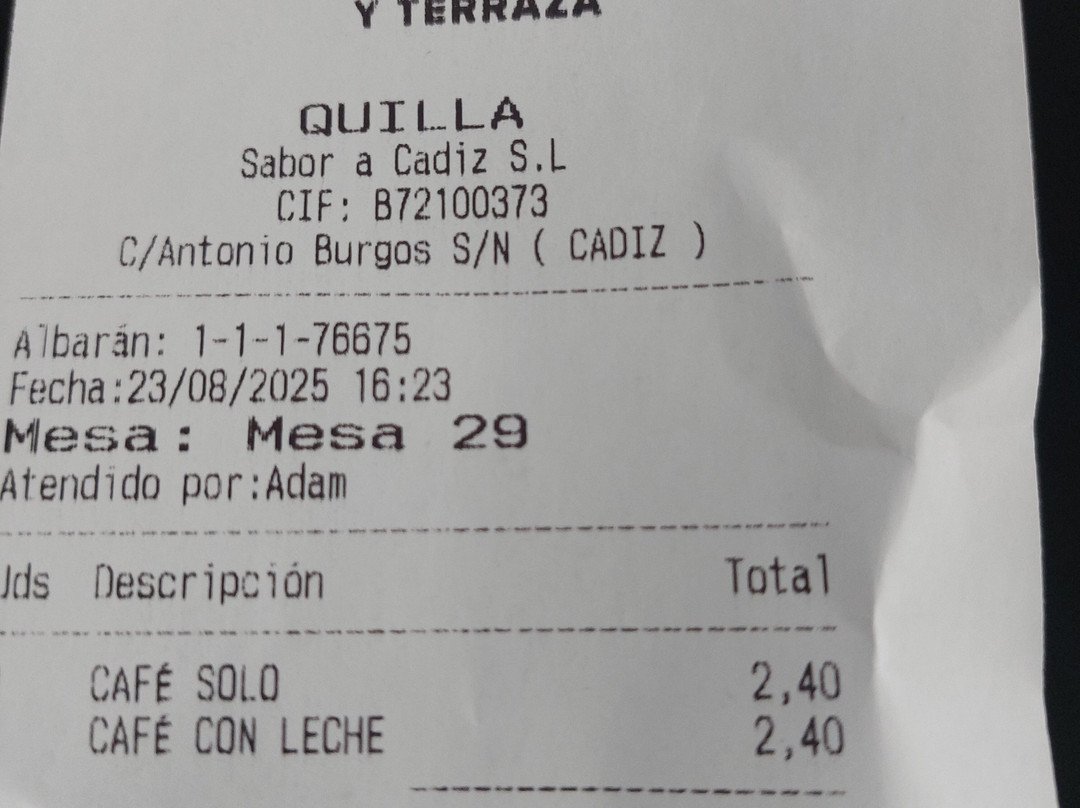 Y TERRAZA
QUILLA
Sabor a Cadiz S.L
CIF: B72100373
C/Antonio Burgos S/N ( CADIZ )
Albarán: 1-1-1-76675
Fecha:23/08/2025 16:23
Mesa: Mesa 29
Atendido por:Adam
Uds Descripción Total
CAFÉ SOLO 2,40
CAFÉ CON LECHE 2,40